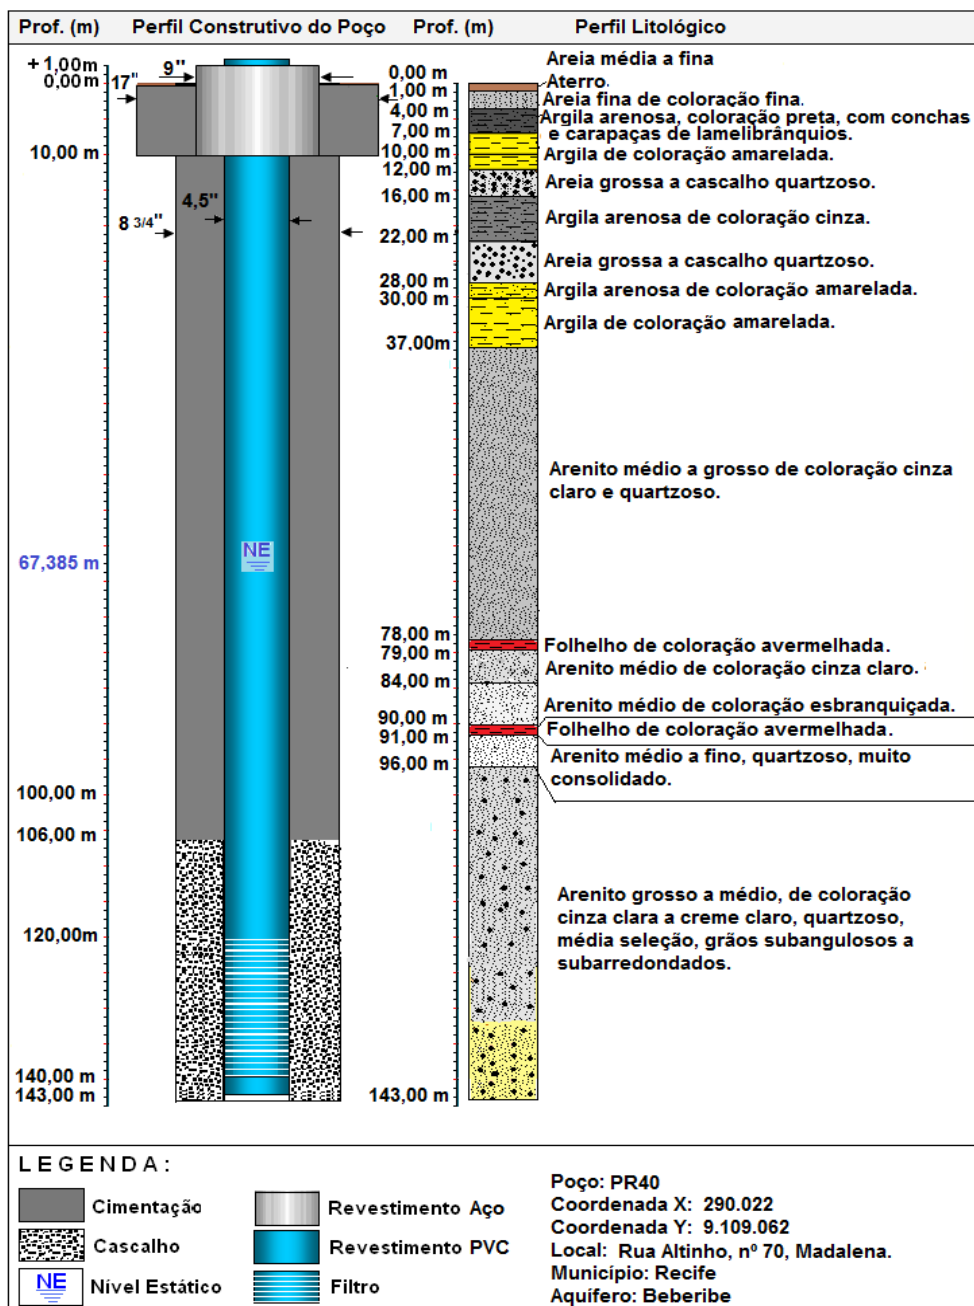 Prof. (m) Perfil Construtivo do Poço Prof. (m) Perfil Litológico
+ 1,00m
0,00m
17"
9"
10,00 m
4,5"
8 3/4"
67,385 m
NE
100,00 m
106,00 m
120,00m
140,00 m
143,00 m
0,00 m
1,00 m
4,00 m
7,00 m
10,00 m
12,00 m
16,00 m
22,00 m
28,00 m
30,00 m
37,00m
78,00 m
79,00 m
84,00 m
90,00 m
91,00 m
96,00 m
143,00 m
Areia média a fina
Aterro.
Areia fina de coloração fina.
Argila arenosa, coloração preta, com conchas
e carapaças de lamelibrânquios.
Argila de coloração amarelada.
Areia grossa a cascalho quartzoso.
Argila arenosa de coloração cinza.
Areia grossa a cascalho quartzoso.
Argila arenosa de coloração amarelada.
Argila de coloração amarelada.
Arenito médio a grosso de coloração cinza
claro e quartzoso.
Folhelho de coloração avermelhada.
Arenito médio de coloração cinza claro.
Arenito médio de coloração esbranquiçada.
Folhelho de coloração avermelhada.
Arenito médio a fino, quartzoso, muito
consolidado.
Arenito grosso a médio, de coloração
cinza clara a creme claro, quartzoso,
média seleção, grãos subangulosos a
subarredondados.
LEGENDA:
Cimentação
Cascalho
NE Nível Estático
Revestimento Aço
Revestimento PVC
Filtro
Poço: PR40
Coordenada X: 290.022
Coordenada Y: 9.109.062
Local: Rua Altinho, nº 70, Madalena.
Município: Recife
Aquífero: Beberibe